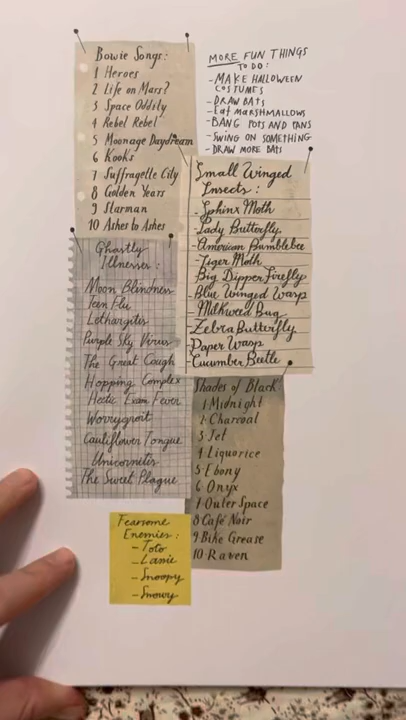 Bowie Songs:
1 Heroes
2 Life on Mars?
3 Space Oddity
4 Rebel Rebel
5 Moonage Daydream
6 Kooks
7 Suffragette City
8 Golden Years
9 Starman
10 Ashes to Ashes
MORE FUN THINGS
TO DO:
- MAKE HALLOWEEN
COSTUMES
- DRAW BATS
- EAT MARSHMALLOWS
- BANG POTS AND PANS
- SWING ON SOMETHING
- DRAW MORE BATS
Small Winged
Insects:
- Sphinx Moth
- Lady Butterfly
- American Bumblebee
- Tiger Moth
- Big Dipper Firefly
- Blue Winged Wasp
- Milkweed Bug
- Zebra Butterfly
- Paper Wasp
- Cucumber Beetle
Ghastly
Illnesses:
Moon Blindness
Teen Flu
Lothargitis
Purple Sky Virus
The Great Cough
Hopping Complex
Hectic Exam Fever
Worrygroit
Cauliflower Tongue
Unicornitis
The Sweet Plague
Shades of Black:
1 Midnight
2 Charcoal
3 Jet
4 Liquorice
5 Ebony
6 Onyx
7 Outer Space
8 Café Noir
9 Bike Grease
10 Raven
Fearsome
Enemies:
- Toto
- Lassie
- Snoopy
- Snowy